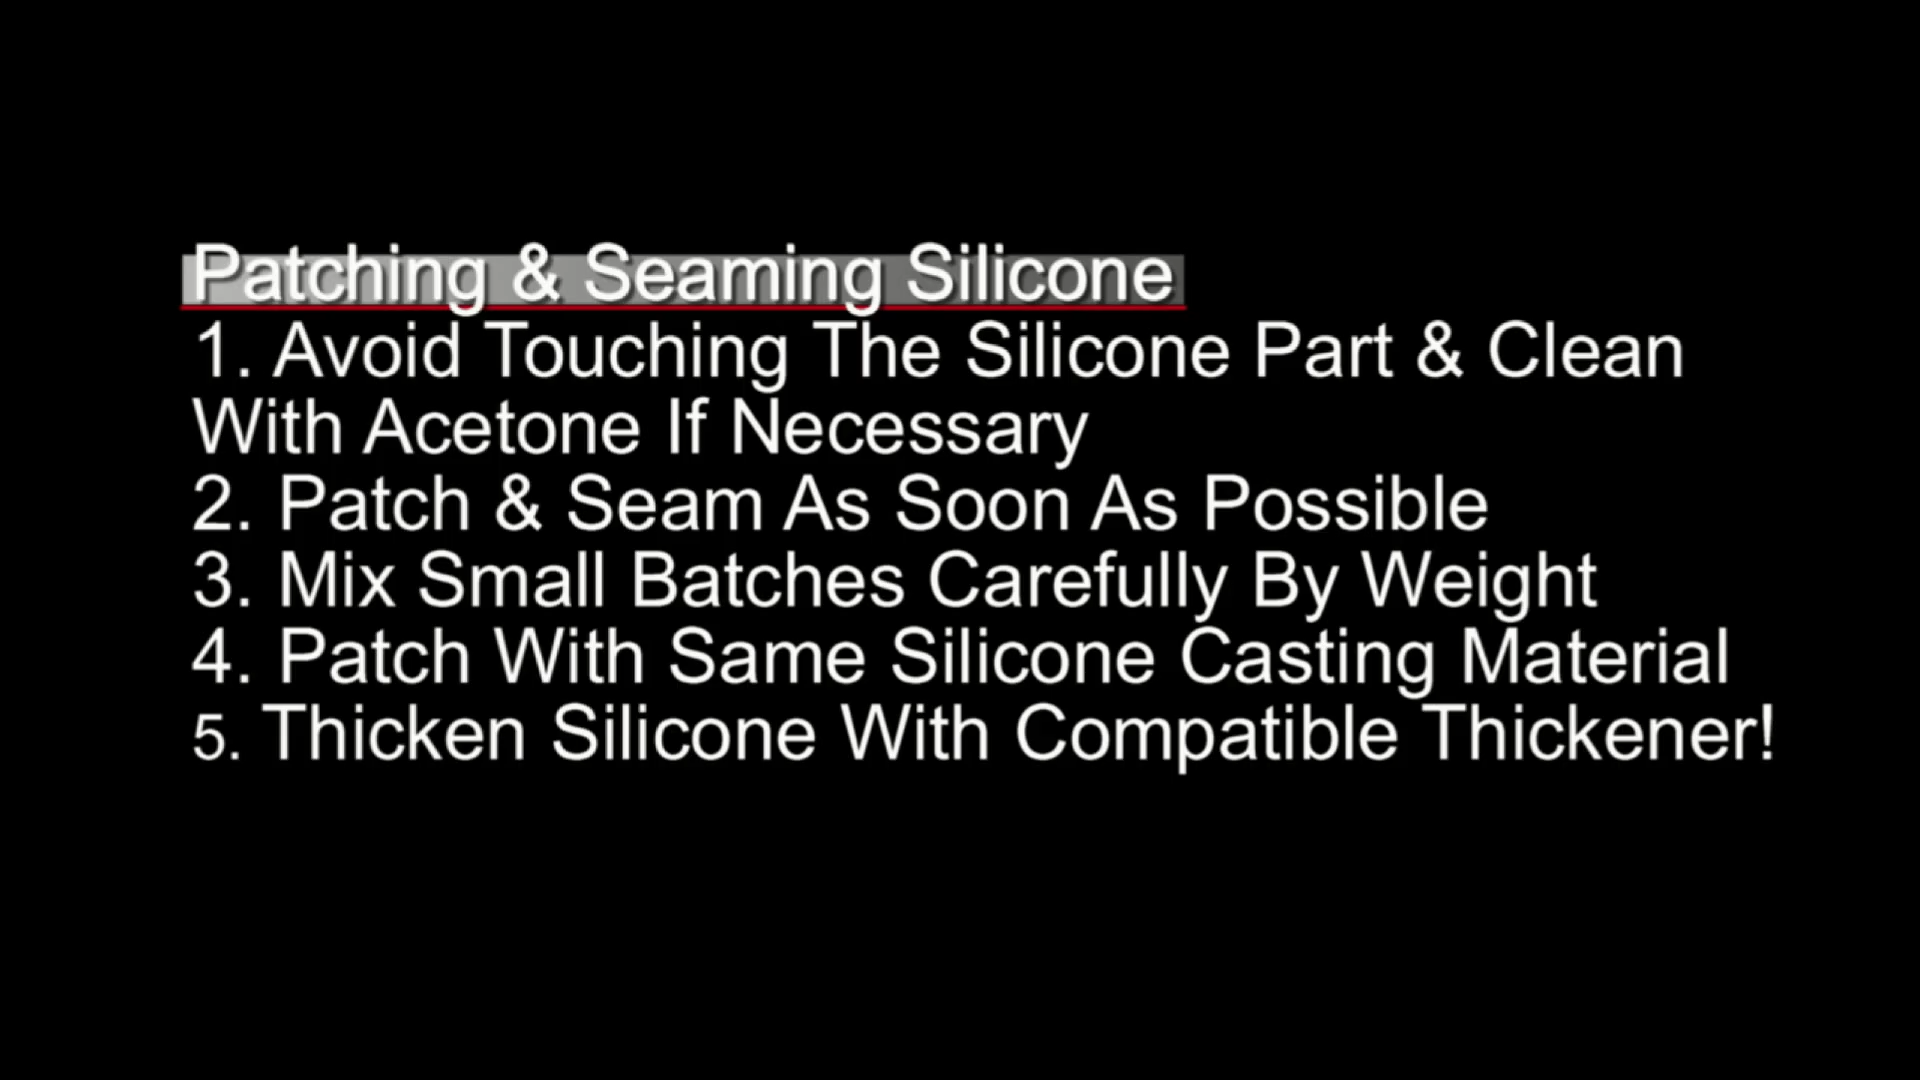 Patching & Seaming Silicone
1. Avoid Touching The Silicone Part & Clean
With Acetone If Necessary
2. Patch & Seam As Soon As Possible
3. Mix Small Batches Carefully By Weight
4. Patch With Same Silicone Casting Material
5. Thicken Silicone With Compatible Thickener!